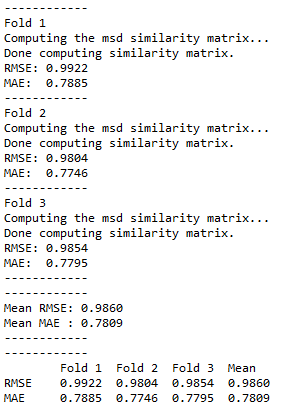 ------------
Fold 1
Computing the msd similarity matrix...
Done computing similarity matrix.
RMSE: 0.9922
MAE:  0.7885
------------
Fold 2
Computing the msd similarity matrix...
Done computing similarity matrix.
RMSE: 0.9804
MAE:  0.7746
------------
Fold 3
Computing the msd similarity matrix...
Done computing similarity matrix.
RMSE: 0.9854
MAE:  0.7795
------------
------------
Mean RMSE: 0.9860
Mean MAE : 0.7809
------------
------------
        Fold 1  Fold 2  Fold 3  Mean
RMSE    0.9922  0.9804  0.9854  0.9860
MAE     0.7885  0.7746  0.7795  0.7809